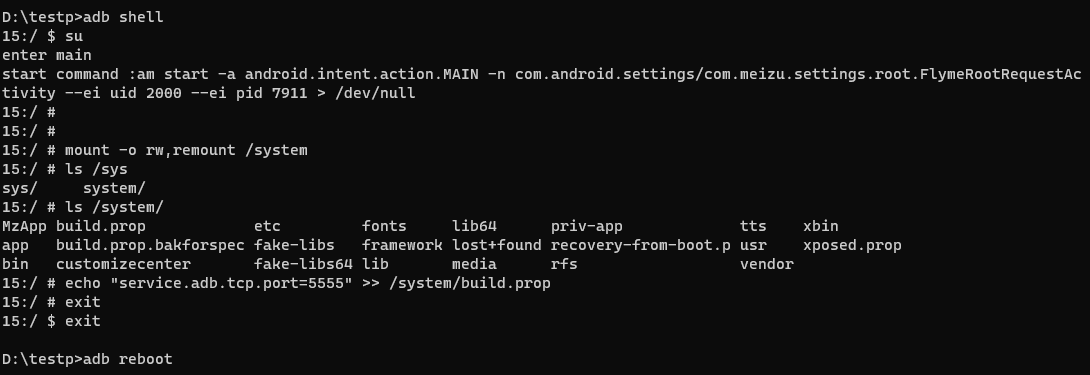 D:\testp>adb shell
15:/ $ su
enter main
start command :am start -a android.intent.action.MAIN -n com.android.settings/com.meizu.settings.root.FlymeRootRequestAc
tivity --ei uid 2000 --ei pid 7911 > /dev/null
15:/ #
15:/ #
15:/ # mount -o rw,remount /system
15:/ # ls /sys
sys/     system/
15:/ # ls /system/
MzApp build.prop            etc         fonts     lib64      priv-app            tts    xbin
app   build.prop.bakforspec fake-libs   framework lost+found recovery-from-boot.p usr    xposed.prop
bin   customizecenter       fake-libs64 lib       media      rfs                 vendor
15:/ # echo "service.adb.tcp.port=5555" >> /system/build.prop
15:/ # exit
15:/ $ exit
D:\testp>adb reboot